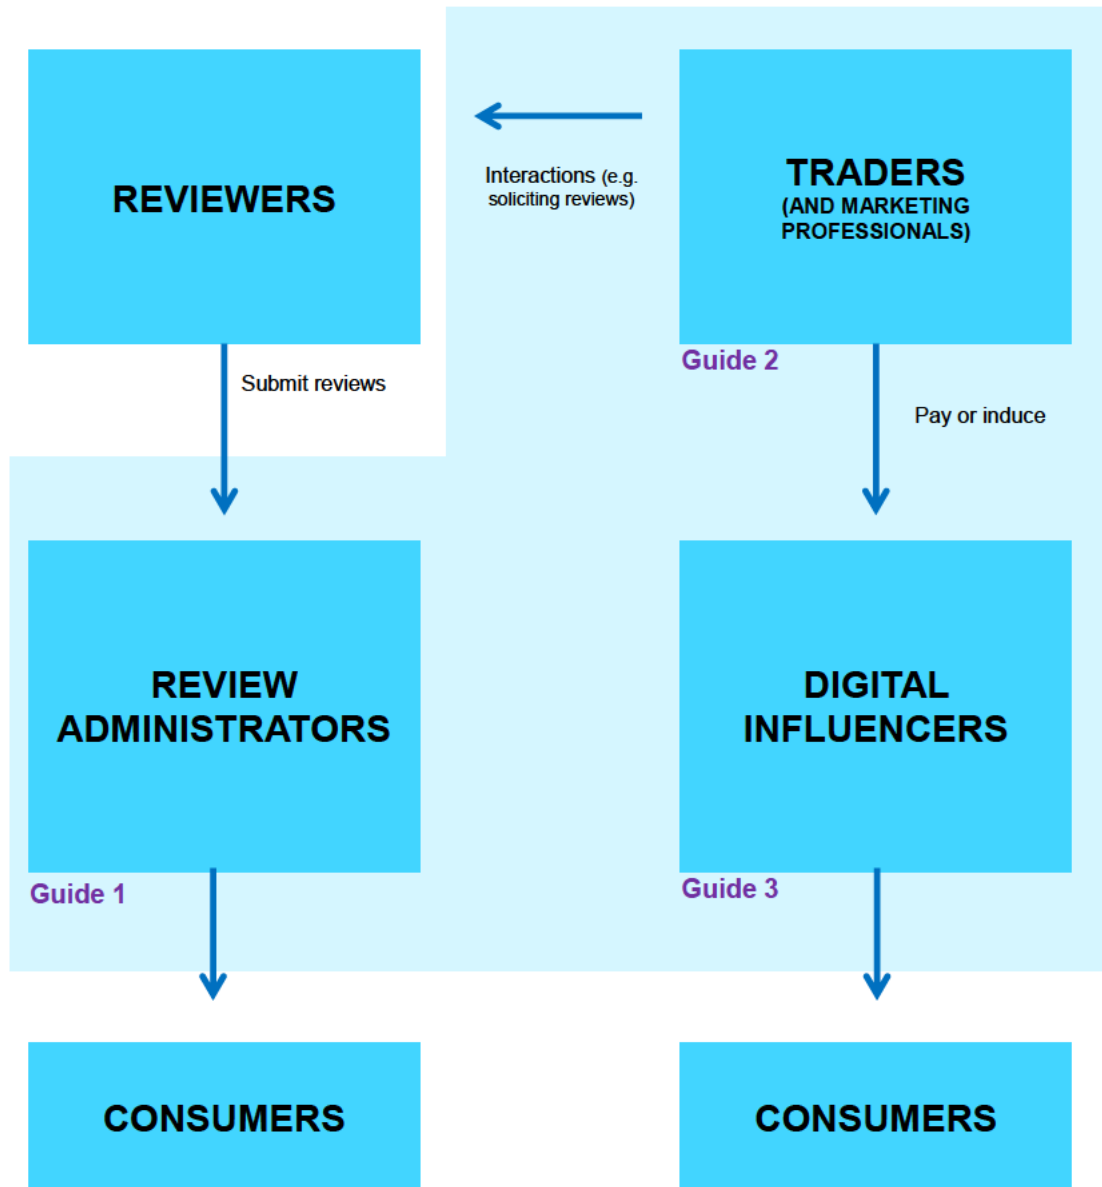 REVIEWERS
Interactions (e.g.
soliciting reviews)
TRADERS
(AND MARKETING
PROFESSIONALS)
Guide 2
Submit reviews
Pay or induce
REVIEW
ADMINISTRATORS
DIGITAL
INFLUENCERS
Guide 1
Guide 3
CONSUMERS
CONSUMERS